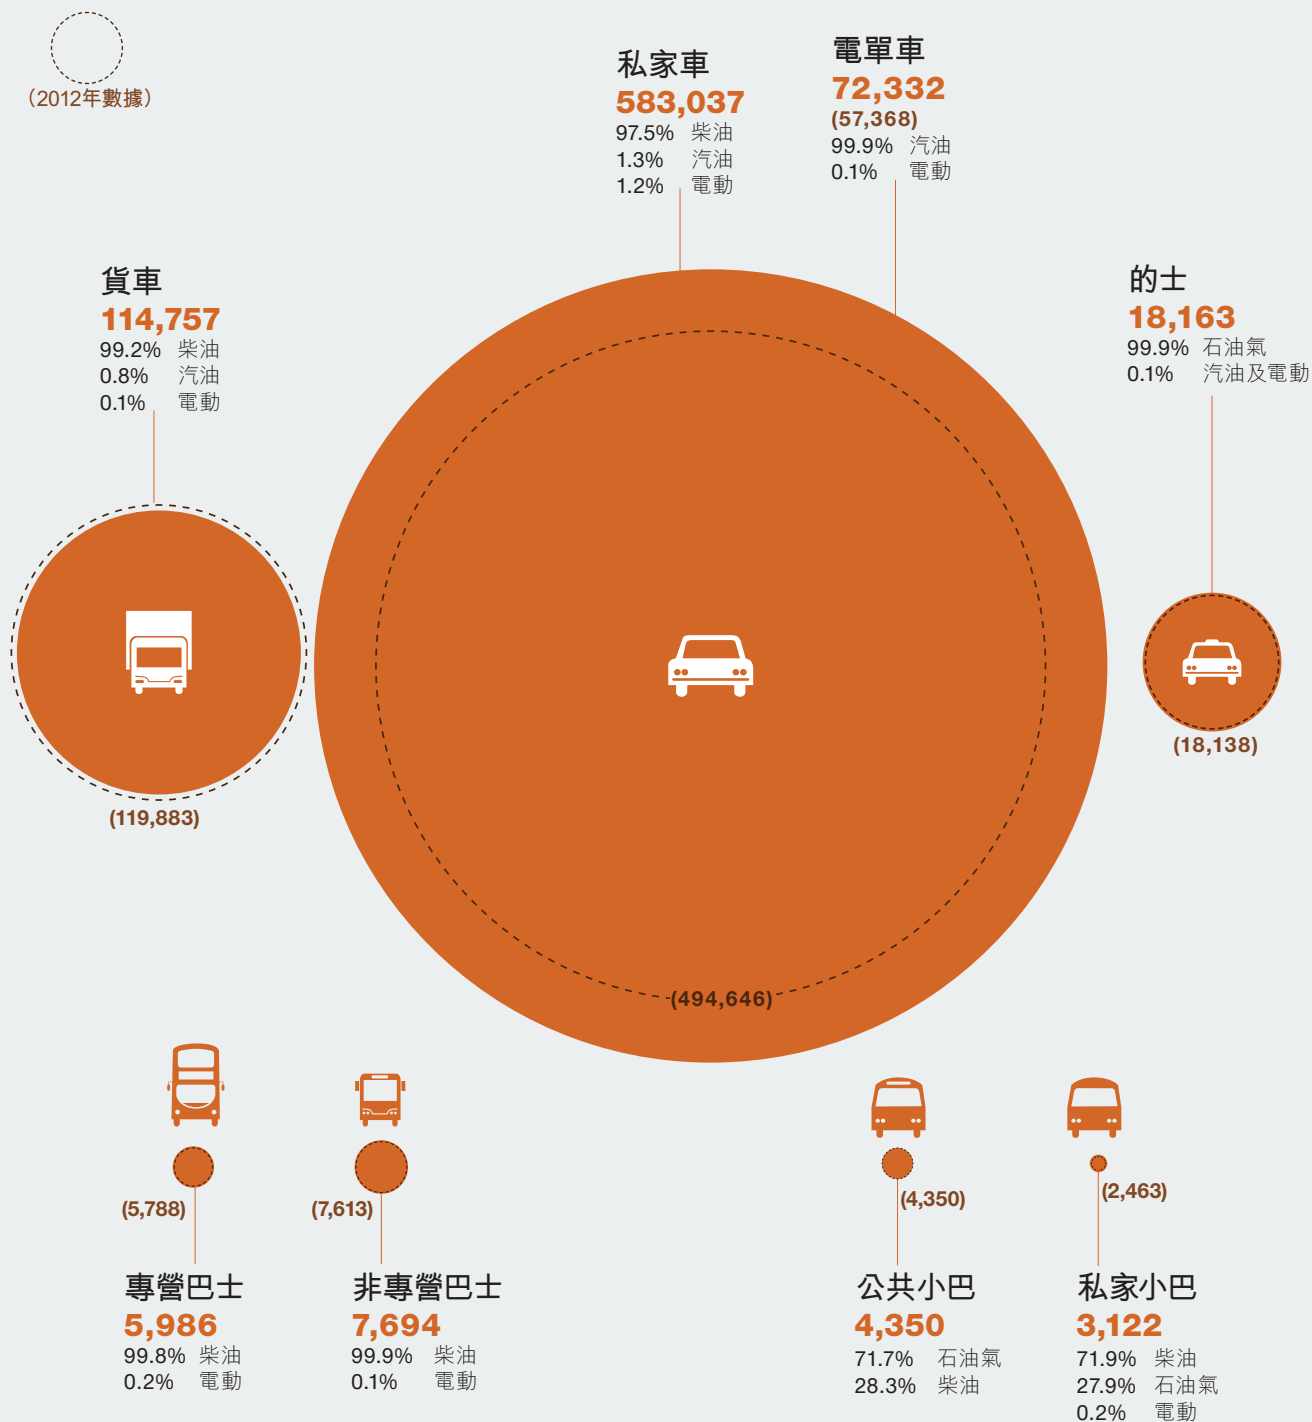 (2012年數據)
私家車
583,037
97.5% 柴油
1.3% 汽油
1.2% 電動
電單車
72,332
(57,368)
99.9% 汽油
0.1% 電動
貨車
114,757
99.2% 柴油
0.8% 汽油
0.1% 電動
的士
18,163
99.9% 石油氣
0.1% 汽油及電動
(18,138)
(119,883)
(494,646)
(5,788)
(7,613)
(4,350)
(2,463)
專營巴士
5,986
99.8% 柴油
0.2% 電動
非專營巴士
7,694
99.9% 柴油
0.1% 電動
公共小巴
4,350
71.7% 石油氣
28.3% 柴油
私家小巴
3,122
71.9% 柴油
27.9% 石油氣
0.2% 電動